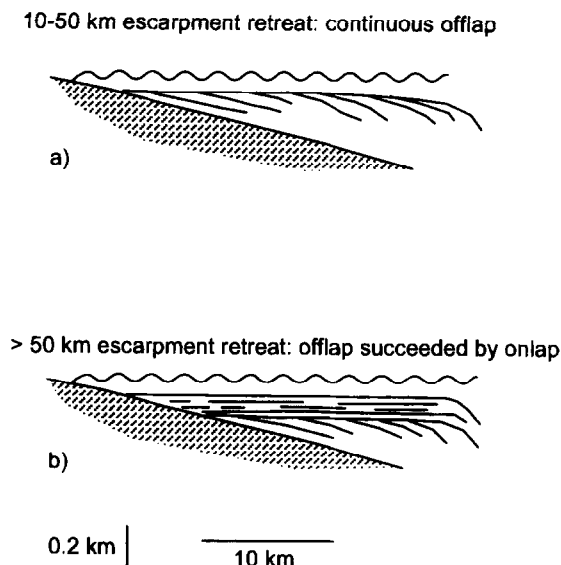 10-50 km escarpment retreat: continuous offlap
a)
> 50 km escarpment retreat: offlap succeeded by onlap
b)
0.2 km
10 km